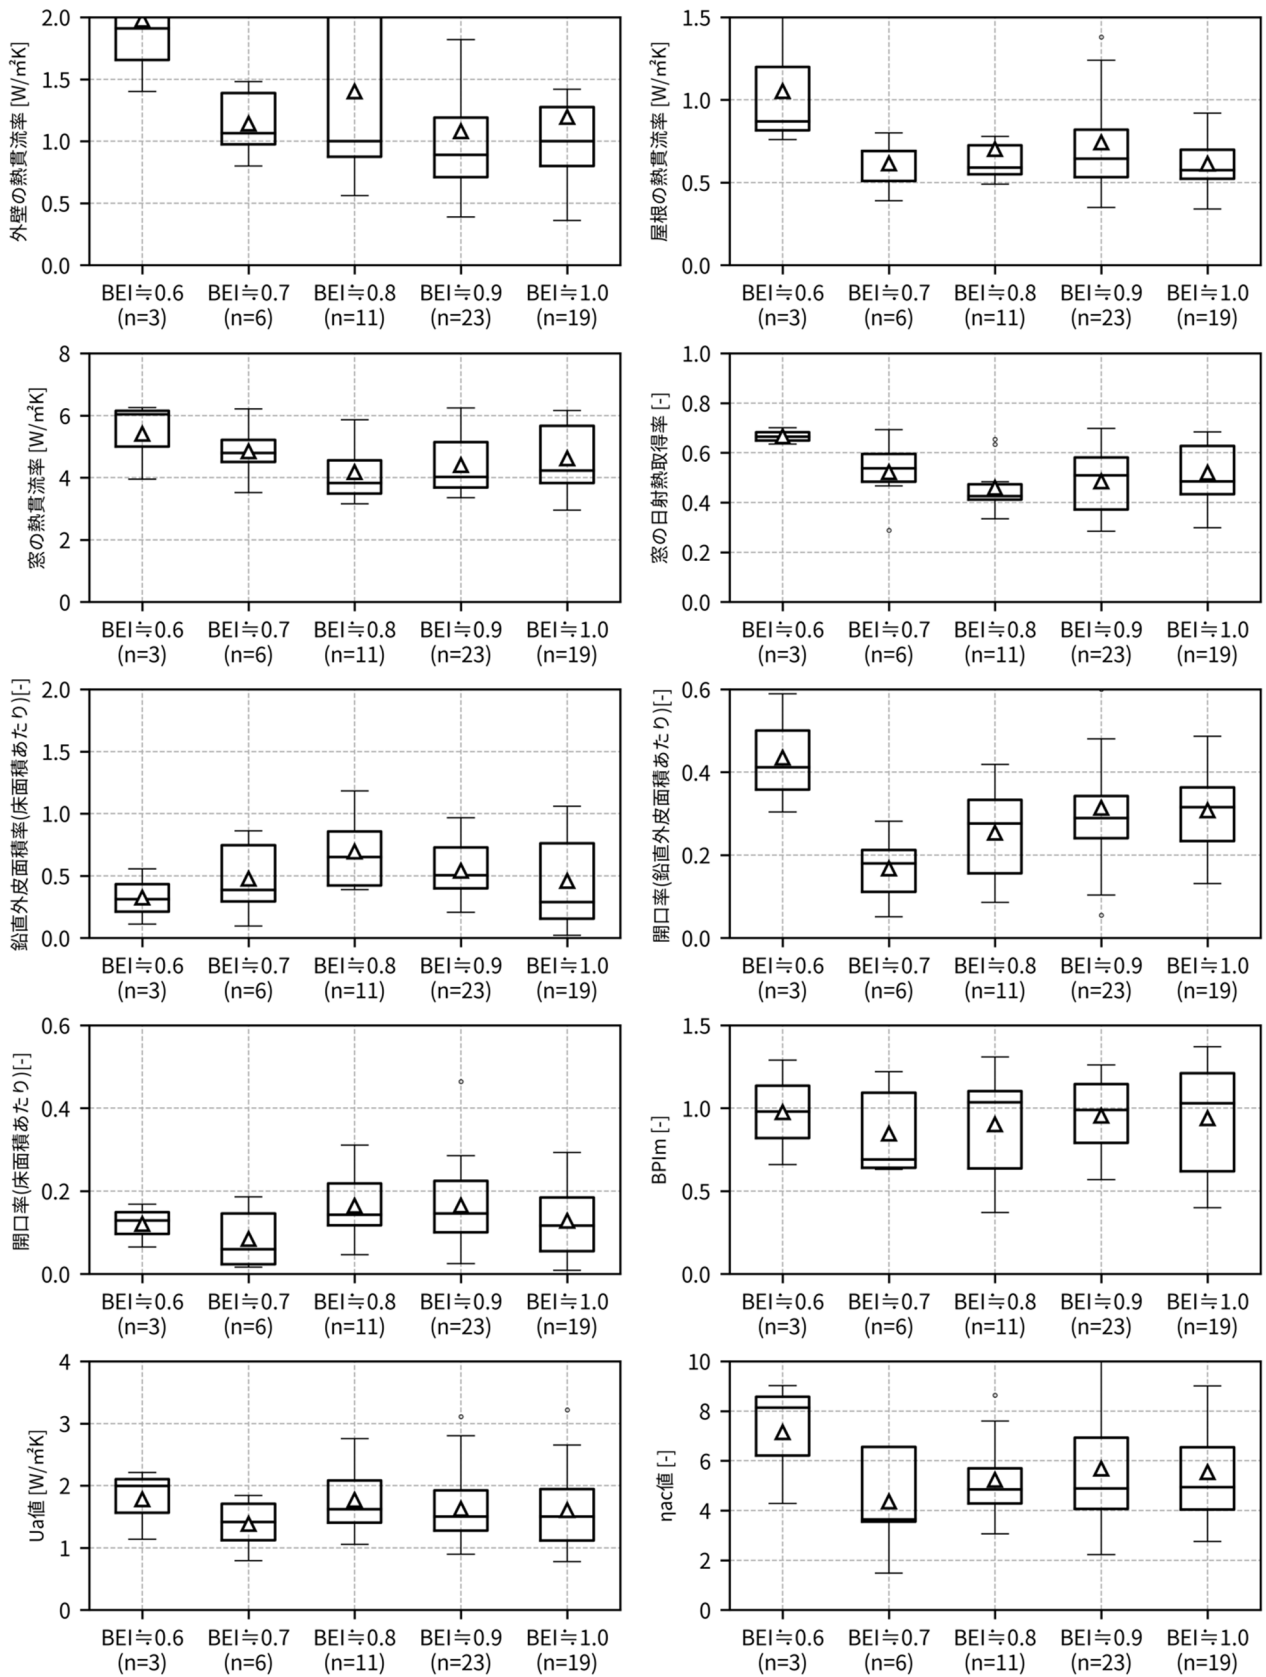 外壁の熱貫流率 [W/㎡K]
2.0
1.5
1.0
0.5
0.0
BEI≒0.6 BEI≒0.7 BEI≒0.8 BEI≒0.9 BEI≒1.0
(n=3) (n=6) (n=11) (n=23) (n=19)
屋根の熱貫流率 [W/㎡K]
1.5
1.0
0.5
0.0
BEI≒0.6 BEI≒0.7 BEI≒0.8 BEI≒0.9 BEI≒1.0
(n=3) (n=6) (n=11) (n=23) (n=19)
窓の熱貫流率 [W/㎡K]
8
6
4
2
0
BEI≒0.6 BEI≒0.7 BEI≒0.8 BEI≒0.9 BEI≒1.0
(n=3) (n=6) (n=11) (n=23) (n=19)
窓の日射熱取得率 [-]
1.0
0.8
0.6
0.4
0.2
0.0
BEI≒0.6 BEI≒0.7 BEI≒0.8 BEI≒0.9 BEI≒1.0
(n=3) (n=6) (n=11) (n=23) (n=19)
鉛直外皮面積率(床面積あたり)[-]
2.0
1.5
1.0
0.5
0.0
BEI≒0.6 BEI≒0.7 BEI≒0.8 BEI≒0.9 BEI≒1.0
(n=3) (n=6) (n=11) (n=23) (n=19)
開口率(鉛直外皮面積あたり)[-]
0.6
0.4
0.2
0.0
BEI≒0.6 BEI≒0.7 BEI≒0.8 BEI≒0.9 BEI≒1.0
(n=3) (n=6) (n=11) (n=23) (n=19)
開口率(床面積あたり)[-]
0.6
0.4
0.2
0.0
BEI≒0.6 BEI≒0.7 BEI≒0.8 BEI≒0.9 BEI≒1.0
(n=3) (n=6) (n=11) (n=23) (n=19)
BPIm [-]
1.5
1.0
0.5
0.0
BEI≒0.6 BEI≒0.7 BEI≒0.8 BEI≒0.9 BEI≒1.0
(n=3) (n=6) (n=11) (n=23) (n=19)
Ua値 [W/㎡K]
4
3
2
1
0
BEI≒0.6 BEI≒0.7 BEI≒0.8 BEI≒0.9 BEI≒1.0
(n=3) (n=6) (n=11) (n=23) (n=19)
ηac値 [-]
10
8
6
4
2
0
BEI≒0.6 BEI≒0.7 BEI≒0.8 BEI≒0.9 BEI≒1.0
(n=3) (n=6) (n=11) (n=23) (n=19)